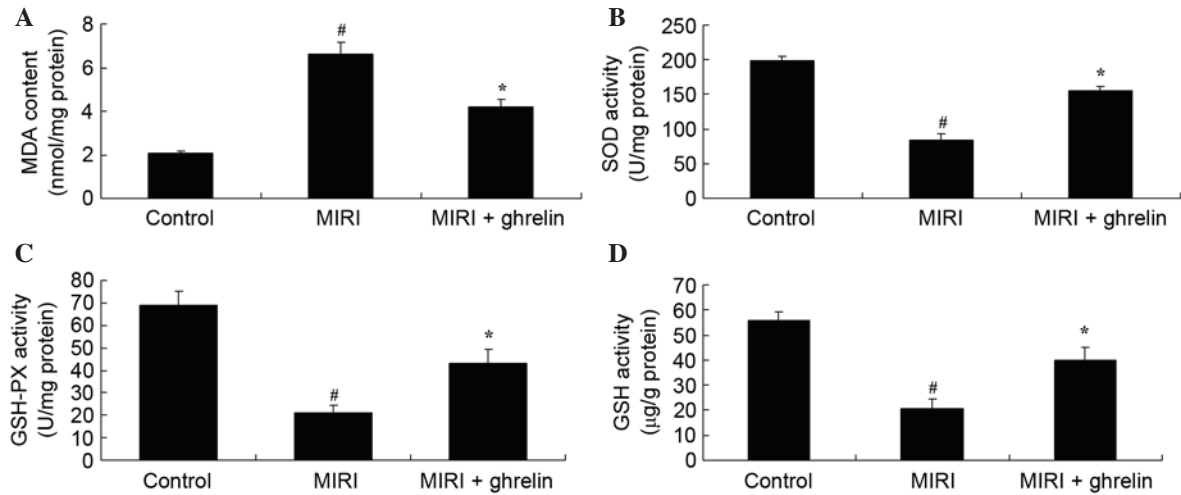 A
MDA content
(nmol/mg protein)
8
6
4
2
0
#
*
Control
MIRI
MIRI + ghrelin
B
SOD activity
(U/mg protein)
250
200
150
100
50
0
#
*
Control
MIRI
MIRI + ghrelin
C
GSH-PX activity
(U/mg protein)
80
70
60
50
40
30
20
10
0
#
*
Control
MIRI
MIRI + ghrelin
D
GSH activity
(µg/g protein)
70
60
50
40
30
20
10
0
#
*
Control
MIRI
MIRI + ghrelin